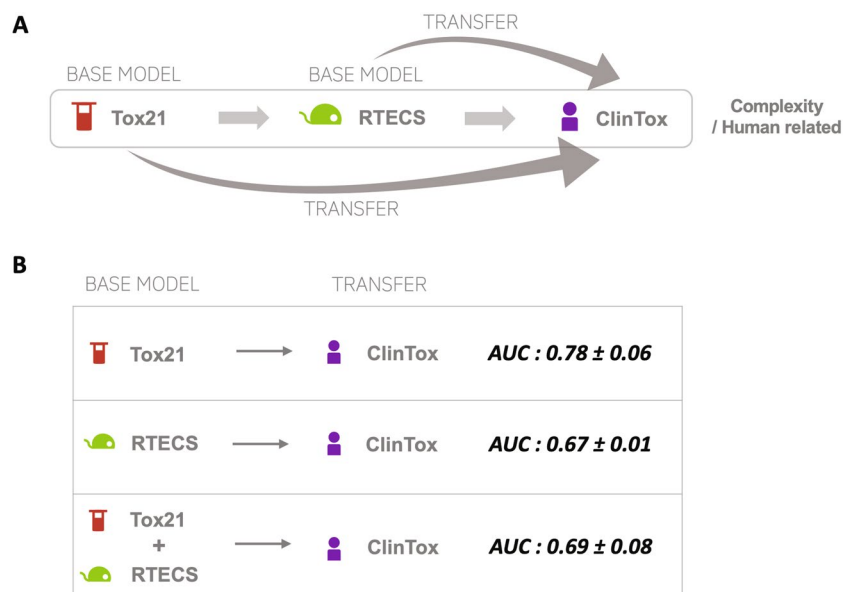 A
TRANSFER
BASE MODEL
BASE MODEL
Tox21
RTECS
ClinTox
Complexity
/ Human related
TRANSFER
B
BASE MODEL
TRANSFER
Tox21
ClinTox
AUC : 0.78 ± 0.06
RTECS
ClinTox
AUC : 0.67 ± 0.01
Tox21
+
RTECS
ClinTox
AUC : 0.69 ± 0.08